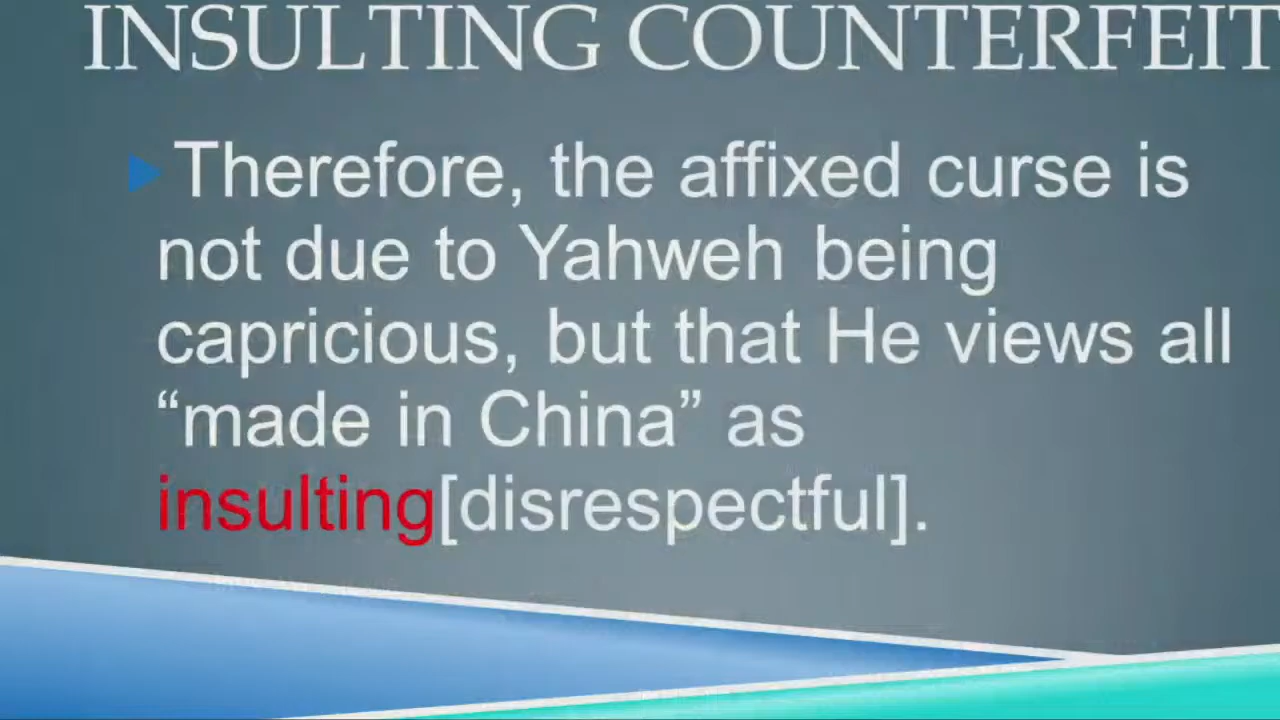 INSULTING COUNTERFEIT
Therefore, the affixed curse is
not due to Yahweh being
capricious, but that He views all
“made in China” as
insulting[disrespectful].